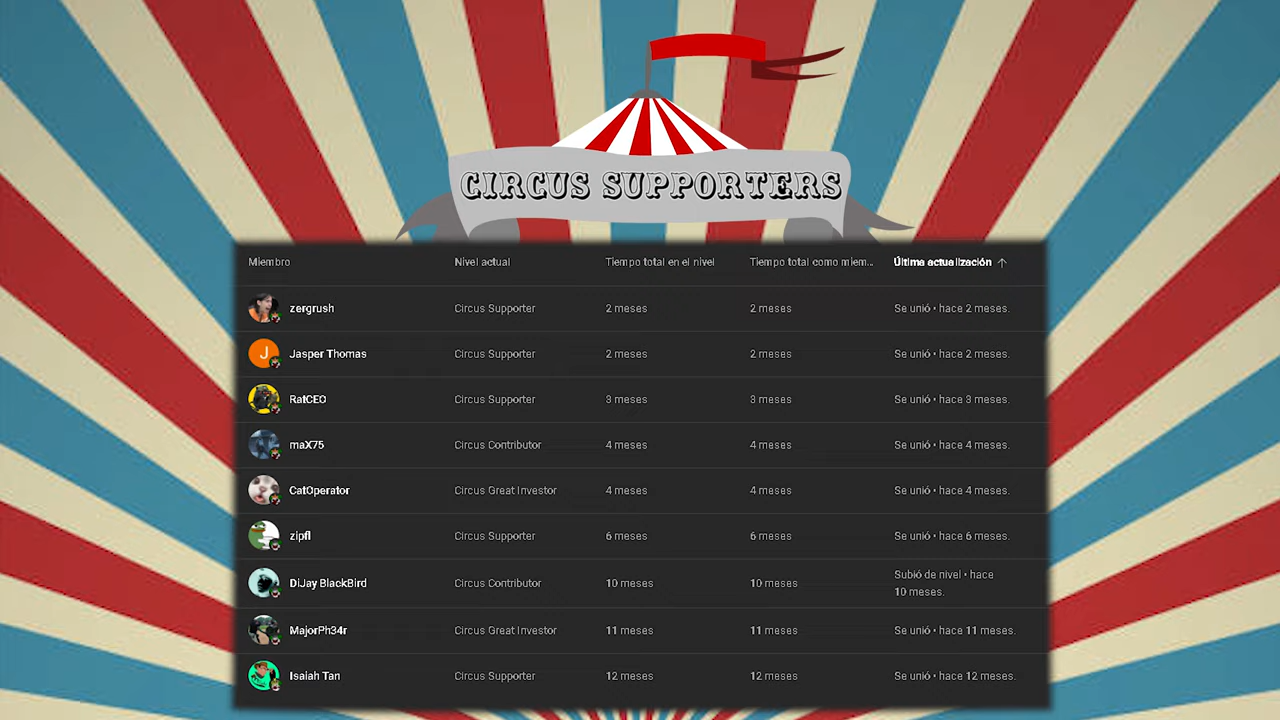 CIRCUS SUPPORTERS
Miembro Nivel actual Tiempo total en el nivel Tiempo total como miem... Última actualización ↑
zergrush Circus Supporter 2 meses 2 meses Se unió • hace 2 meses.
J Jasper Thomas Circus Supporter 2 meses 2 meses Se unió • hace 2 meses.
RatCEO Circus Supporter 3 meses 3 meses Se unió • hace 3 meses.
maX75 Circus Contributor 4 meses 4 meses Se unió • hace 4 meses.
CatOperator Circus Great Investor 4 meses 4 meses Se unió • hace 4 meses.
zipfl Circus Supporter 6 meses 6 meses Se unió • hace 6 meses.
DiJay BlackBird Circus Contributor 10 meses 10 meses Subió de nivel • hace
10 meses.
MajorPh34r Circus Great Investor 11 meses 11 meses Se unió • hace 11 meses.
Isaiah Tan Circus Supporter 12 meses 12 meses Se unió • hace 12 meses.